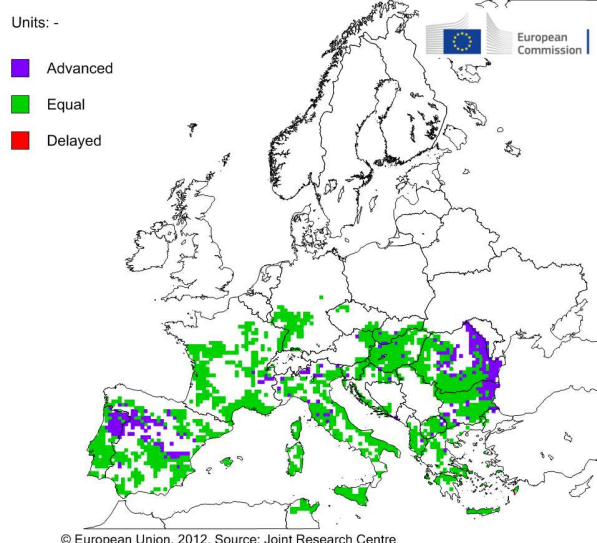 Units: -
European
Commission
Advanced
Equal
Delayed
© European Union, 2012. Source: Joint Research Centre